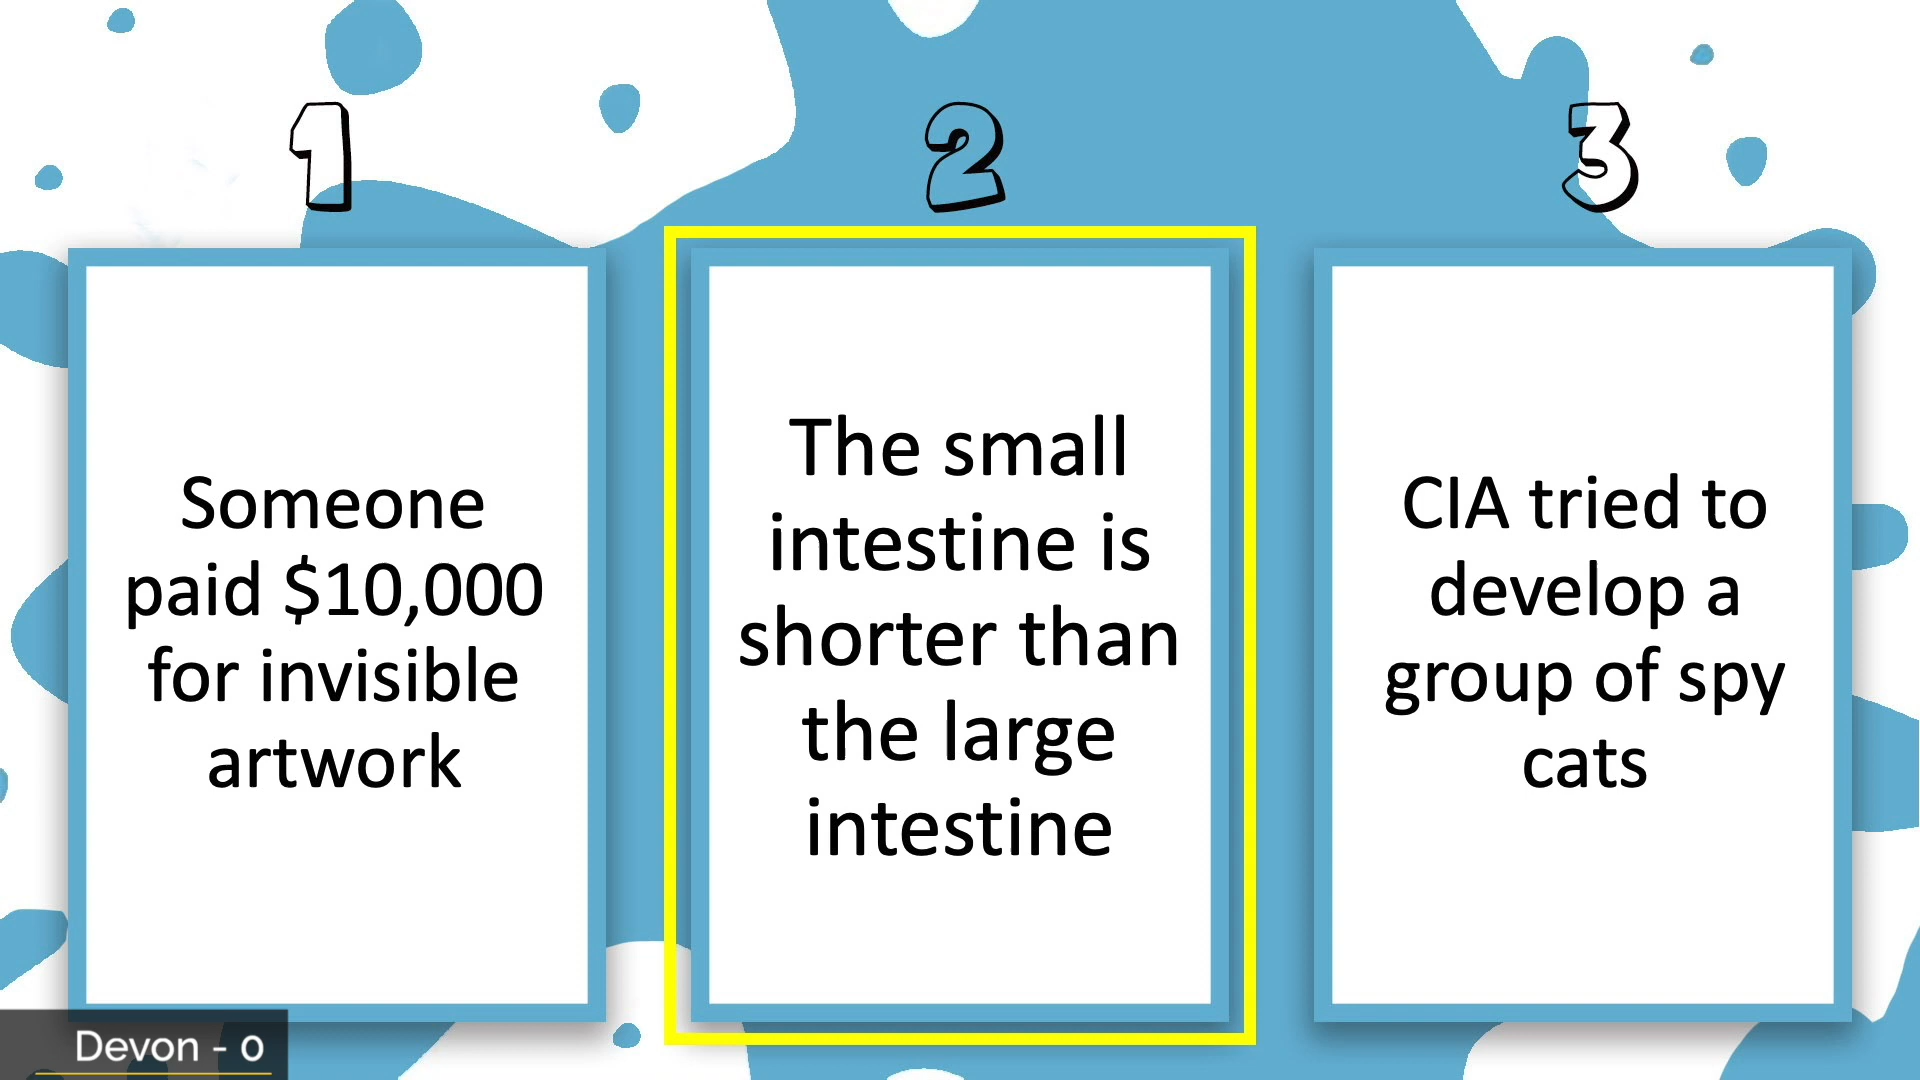 1
Someone
paid $10,000
for invisible
artwork
2
The small
intestine is
shorter than
the large
intestine
3
CIA tried to
develop a
group of spy
cats
Devon - 0